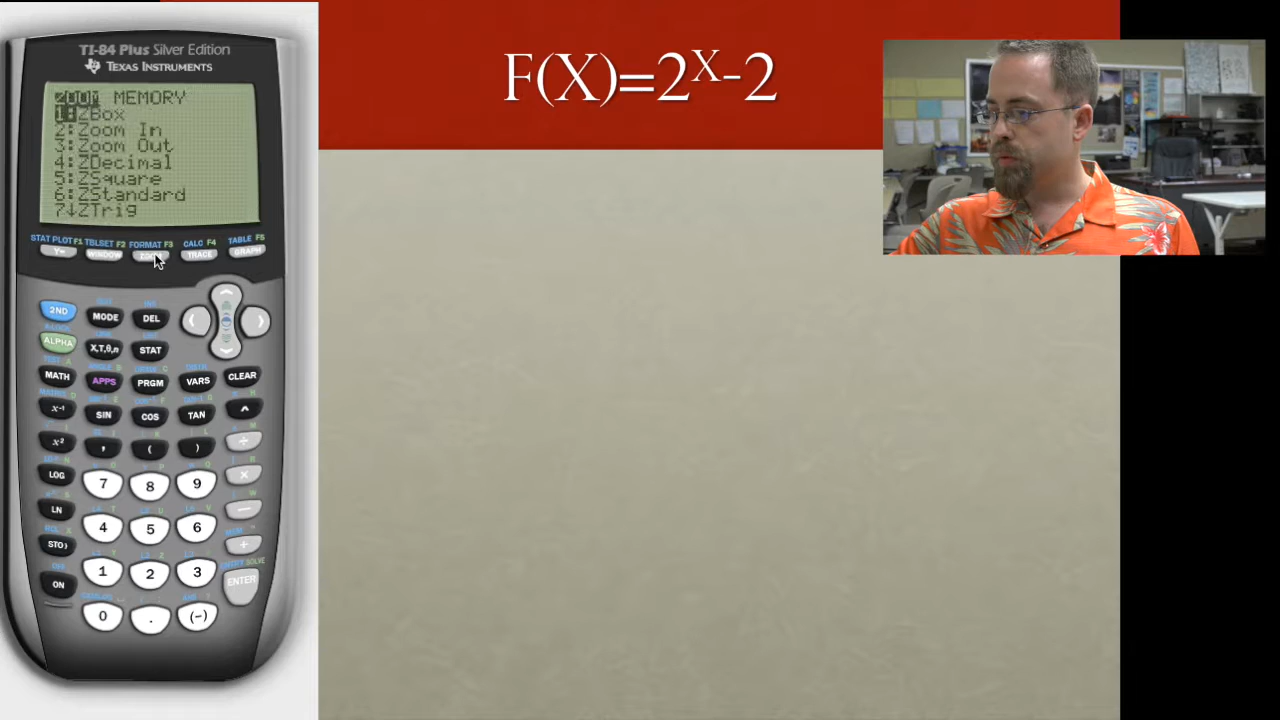 F(X)=2^X-2
TI-84 Plus Silver Edition
TEXAS INSTRUMENTS
ZOOM MEMORY
1:ZBox
2:Zoom In
3:Zoom Out
4:ZDecimal
5:ZSquare
6:ZStandard
7↓ZTrig
STAT PLOT F1 TBLSET F2 FORMAT F3 CALC F4 TABLE F5
Y= WINDOW ZOOM TRACE GRAPH
2ND MODE DEL
ALPHA X,T,θ,n STAT
MATH APPS PRGM VARS CLEAR
x⁻¹ SIN COS TAN ^
x² , ( ) ÷
LOG 7 8 9 ×
LN 4 5 6 −
STO› 1 2 3 +
ON 0 . (−) ENTER